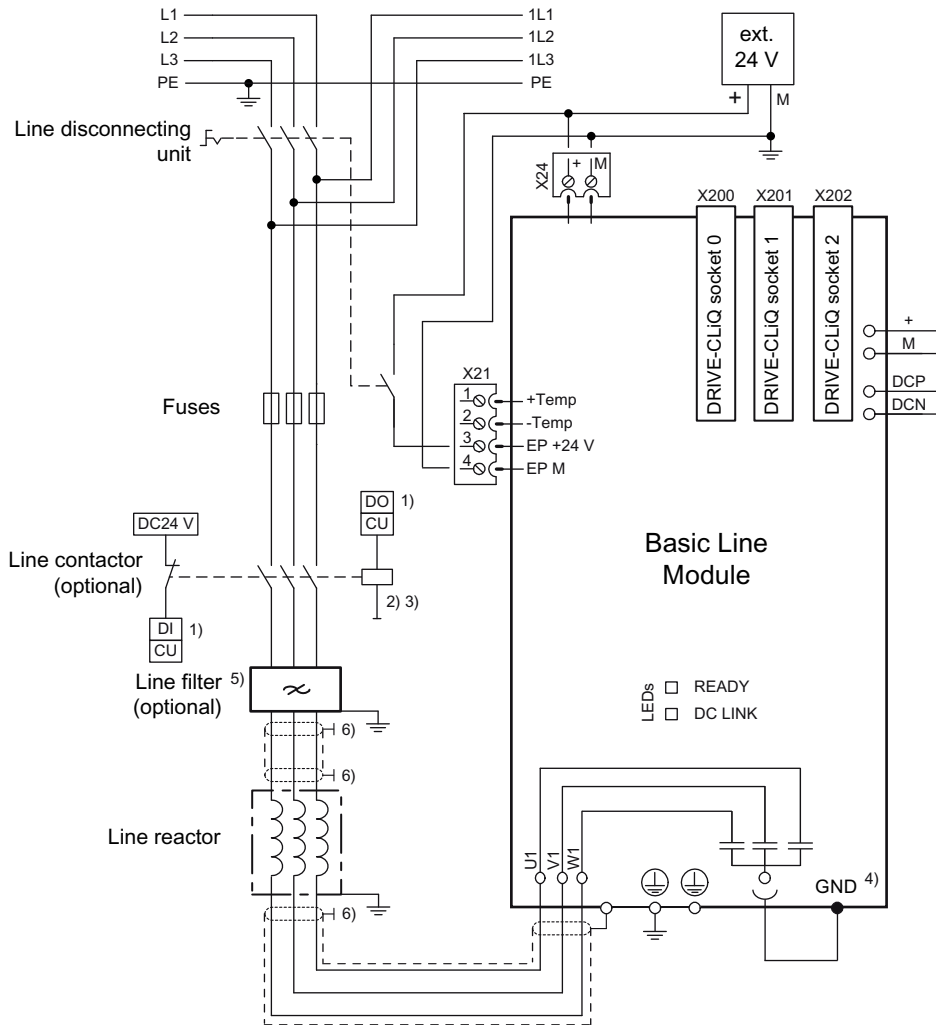 L1 1L1
L2 1L2
L3 1L3
PE PE
ext.
24 V
+ M
Line disconnecting
unit
X24
+ M
X200 X201 X202
DRIVE-CLiQ socket 0
DRIVE-CLiQ socket 1
DRIVE-CLiQ socket 2
+
M
DCP
DCN
X21
1 +Temp
2 -Temp
3 EP +24 V
4 EP M
Fuses
DO 1)
CU
DC24 V
Line contactor
(optional)
2) 3)
DI 1)
CU
Basic Line
Module
Line filter 5)
(optional)
LEDs
READY
DC LINK
6)
6)
Line reactor
U1
V1
W1
GND 4)
6)